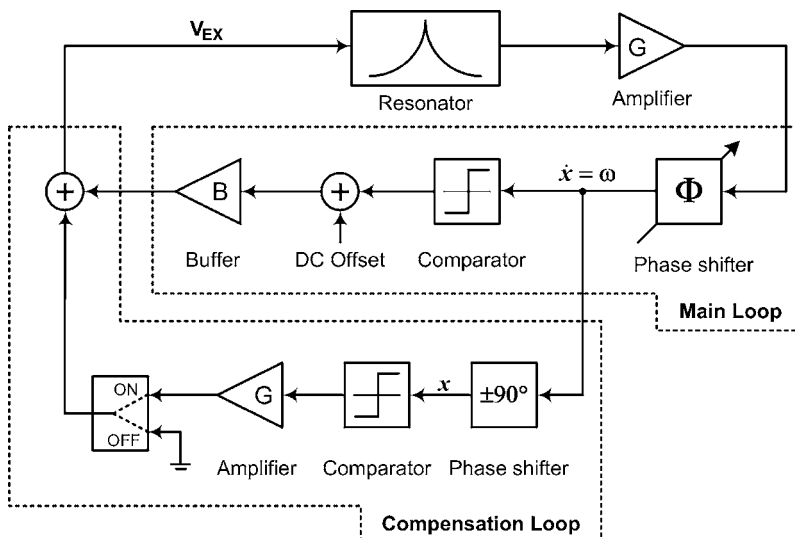 V_EX
Resonator
G
Amplifier
ẋ = ω
Φ
Phase shifter
Comparator
+
DC Offset
B
Buffer
+
Main Loop
ON
OFF
G
Amplifier
Comparator
x
±90°
Phase shifter
Compensation Loop